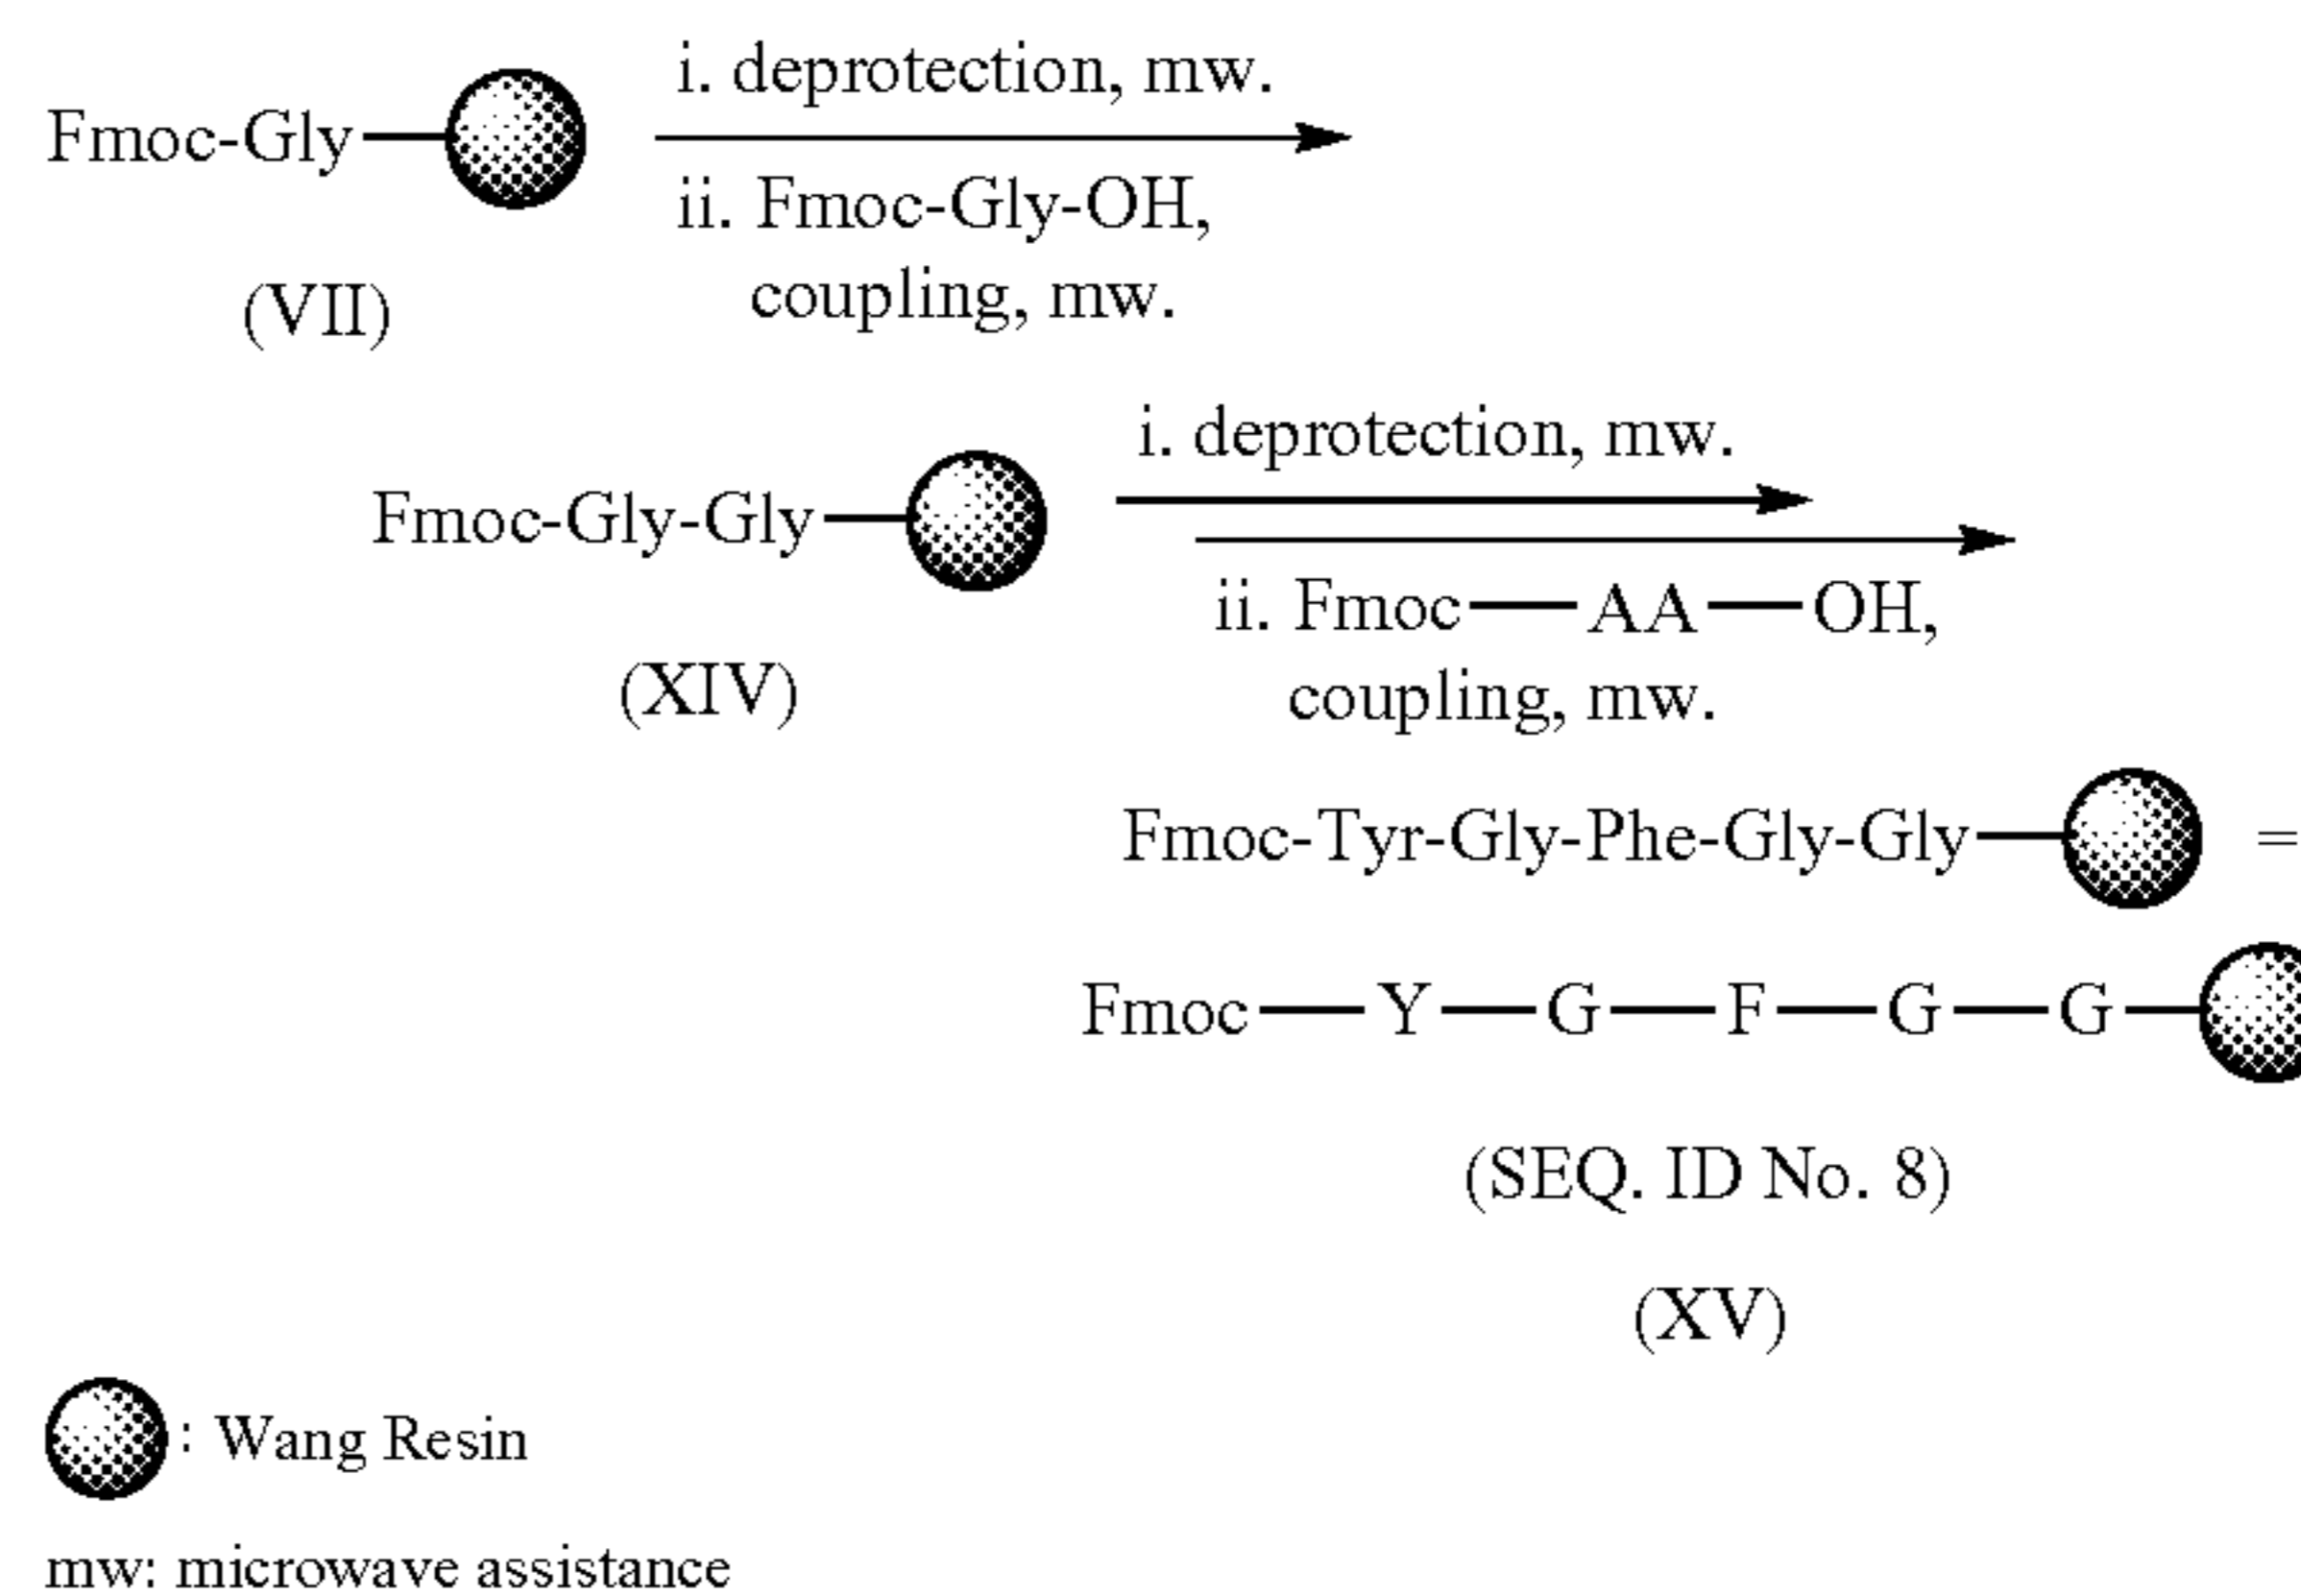 i. deprotection, mw.
Fmoc-Gly
ii. Fmoc-Gly-OH,
coupling, mw.
(VII)
i. deprotection, mw.
Fmoc-Gly-Gly
ii. Fmoc—AA—OH,
coupling, mw.
(XIV)
Fmoc-Tyr-Gly-Phe-Gly-Gly— =
Fmoc—Y—G—F—G—G—
(SEQ. ID No. 8)
(XV)
: Wang Resin
mw: microwave assistance